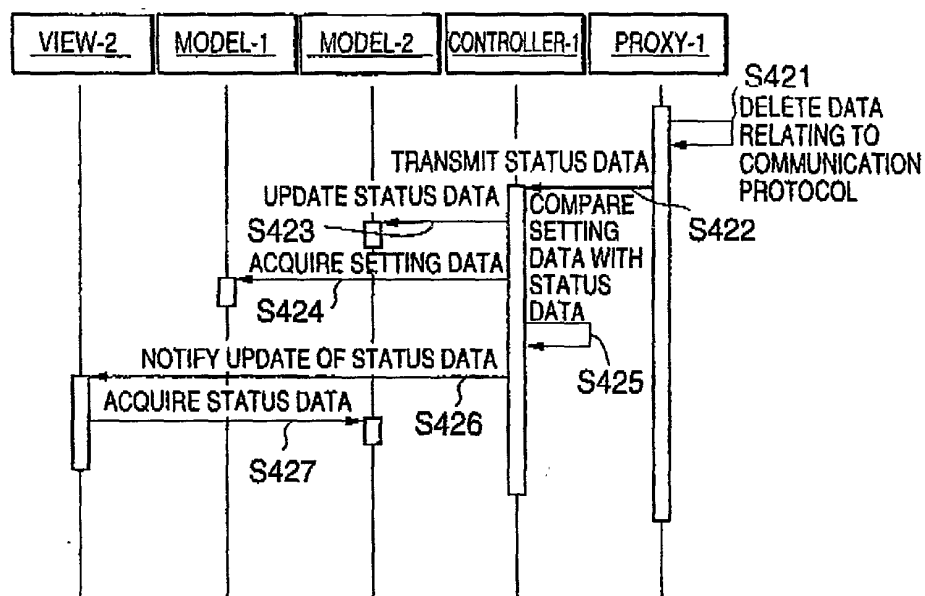 VIEW-2
MODEL-1
MODEL-2
CONTROLLER-1
PROXY-1
S421
DELETE DATA
RELATING TO
COMMUNICATION
PROTOCOL
TRANSMIT STATUS DATA
S422
UPDATE STATUS DATA
S423
COMPARE
SETTING
DATA WITH
STATUS
DATA
ACQUIRE SETTING DATA
S424
S425
NOTIFY UPDATE OF STATUS DATA
S426
ACQUIRE STATUS DATA
S427